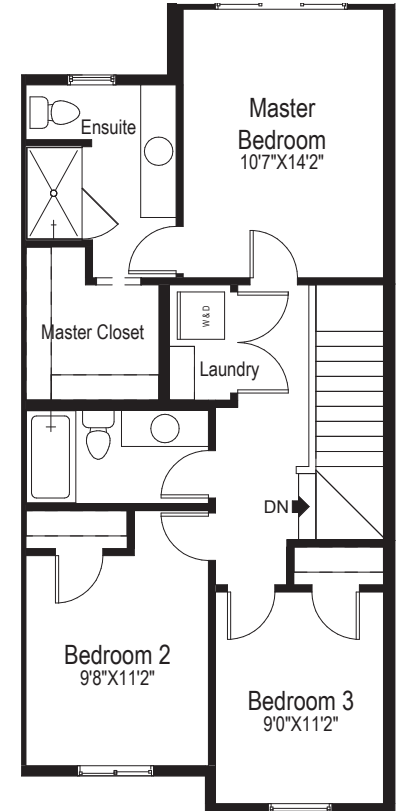 Master
Bedroom
10'7"X14'2"
Ensuite
W & D
Master Closet
Laundry
DN
Bedroom 2
9'8"X11'2"
Bedroom 3
9'0"X11'2"